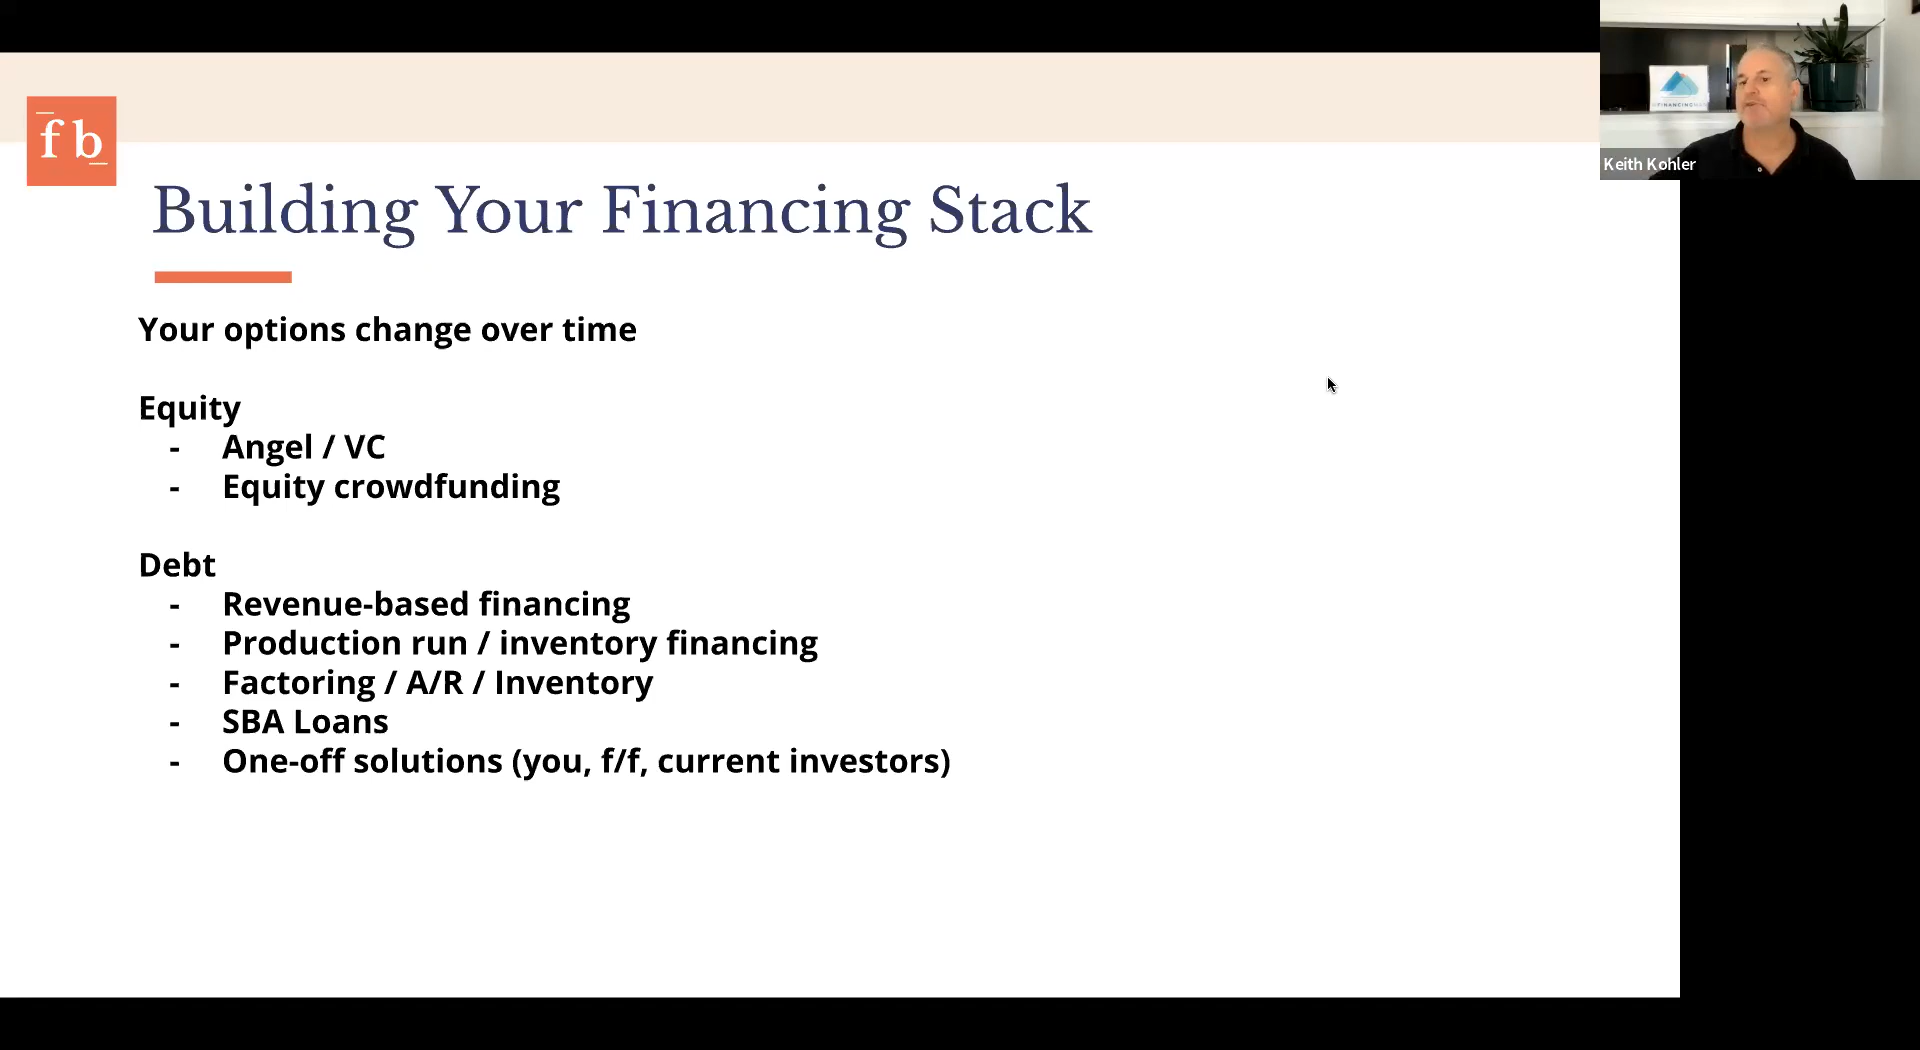 f b
Building Your Financing Stack
Your options change over time
Equity
- Angel / VC
- Equity crowdfunding
Debt
- Revenue-based financing
- Production run / inventory financing
- Factoring / A/R / Inventory
- SBA Loans
- One-off solutions (you, f/f, current investors)
Keith Kohler